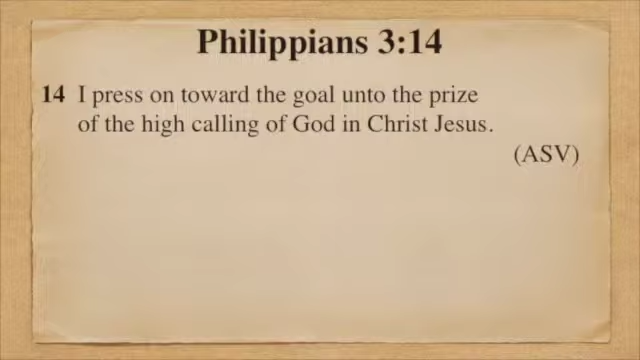 Philippians 3:14
14 I press on toward the goal unto the prize
of the high calling of God in Christ Jesus.
(ASV)